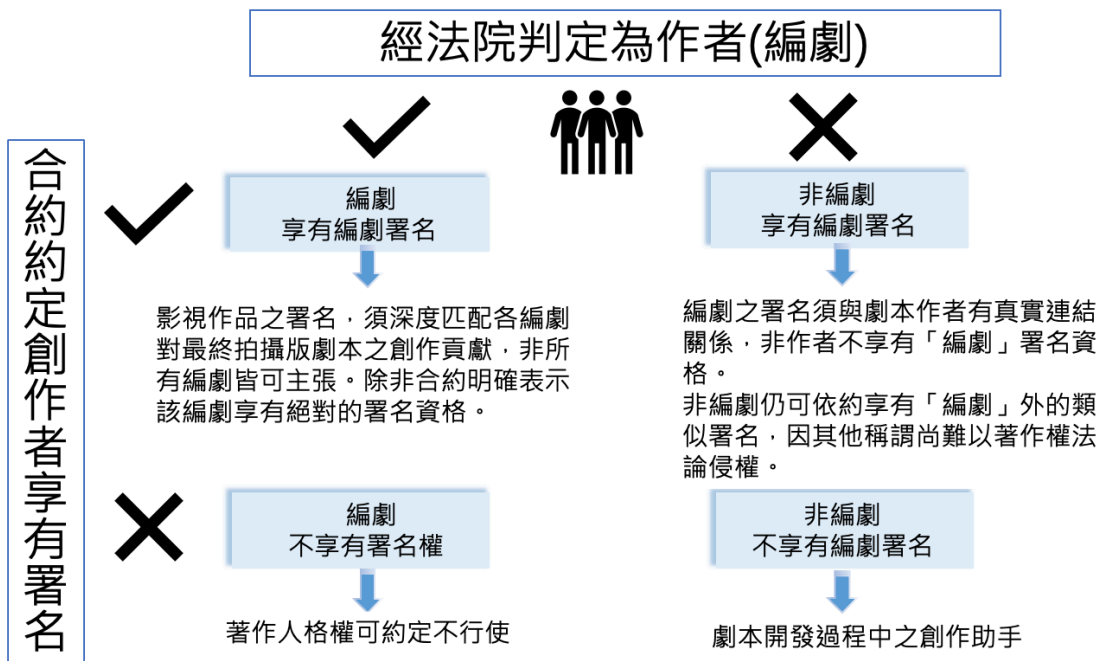 經法院判定為作者(編劇)
合約約定創作者享有署名
編劇
享有編劇署名
影視作品之署名，須深度匹配各編劇
對最終拍攝版劇本之創作貢獻，非所
有編劇皆可主張。除非合約明確表示
該編劇享有絕對的署名資格。
非編劇
享有編劇署名
編劇之署名須與劇本作者有真實連結
關係，非作者不享有「編劇」署名資
格。
非編劇仍可依約享有「編劇」外的類
似署名，因其他稱謂尚難以著作權法
論侵權。
編劇
不享有署名權
著作人格權可約定不行使
非編劇
不享有編劇署名
劇本開發過程中之創作助手